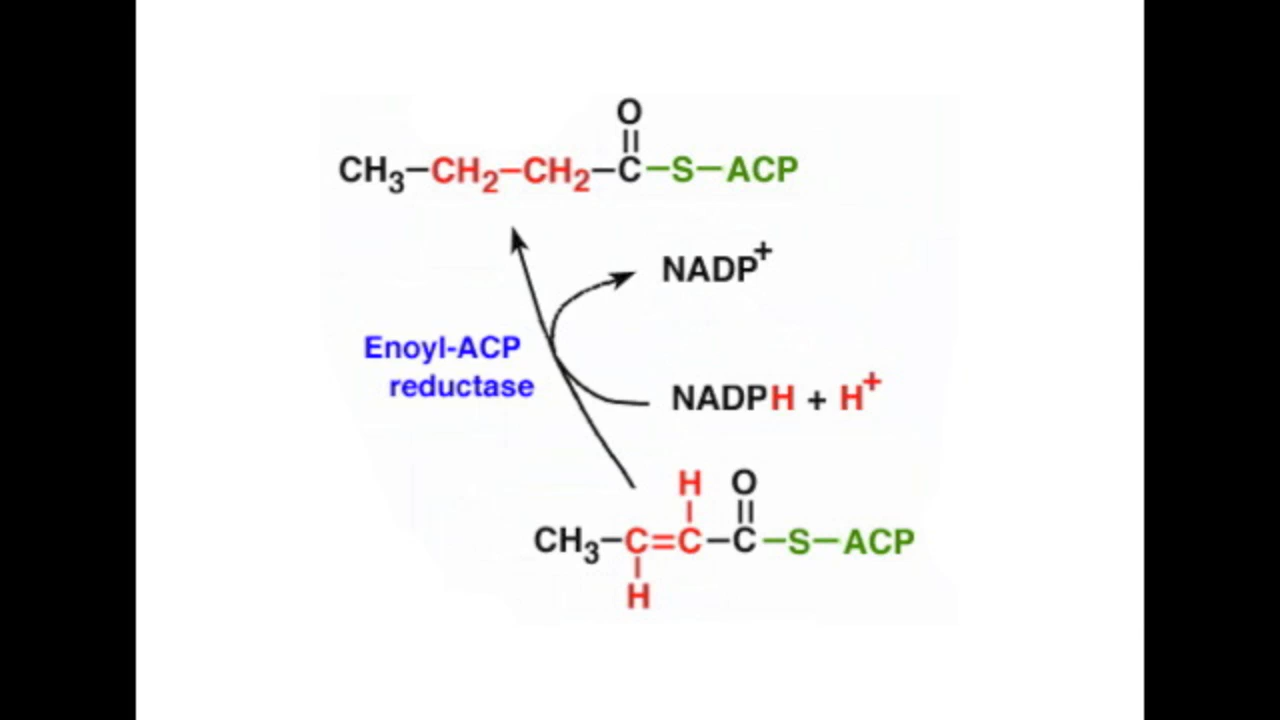 O
CH₃–CH₂–CH₂–C–S–ACP
NADP⁺
Enoyl-ACP
reductase
NADPH + H⁺
H O
CH₃–C=C–C–S–ACP
H